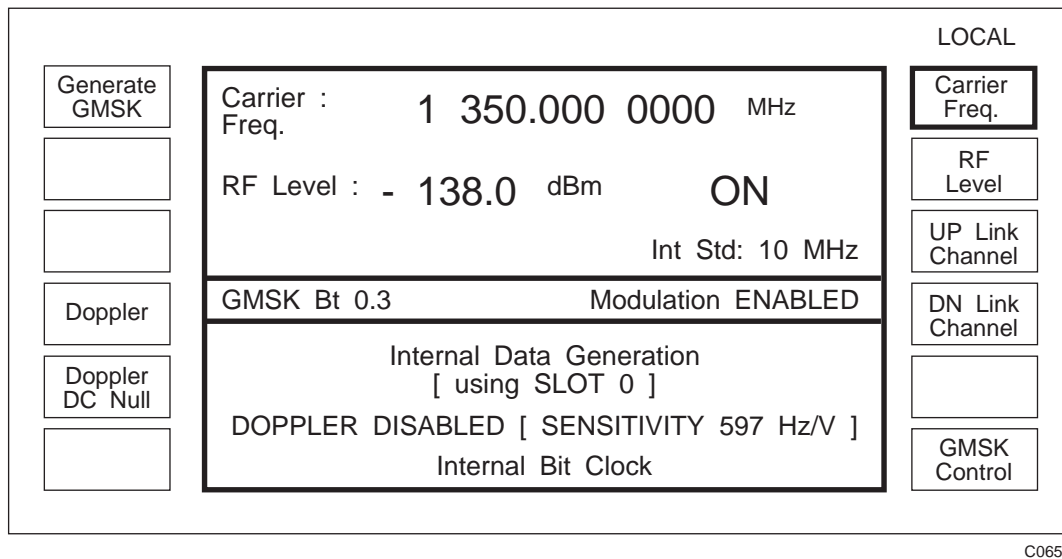 LOCAL
Generate
GMSK
Doppler
Doppler
DC Null
Carrier :
Freq.
1 350.000 0000 MHz
RF Level : - 138.0 dBm ON
Int Std: 10 MHz
GMSK Bt 0.3 Modulation ENABLED
Internal Data Generation
[ using SLOT 0 ]
DOPPLER DISABLED [ SENSITIVITY 597 Hz/V ]
Internal Bit Clock
Carrier
Freq.
RF
Level
UP Link
Channel
DN Link
Channel
GMSK
Control
C0651